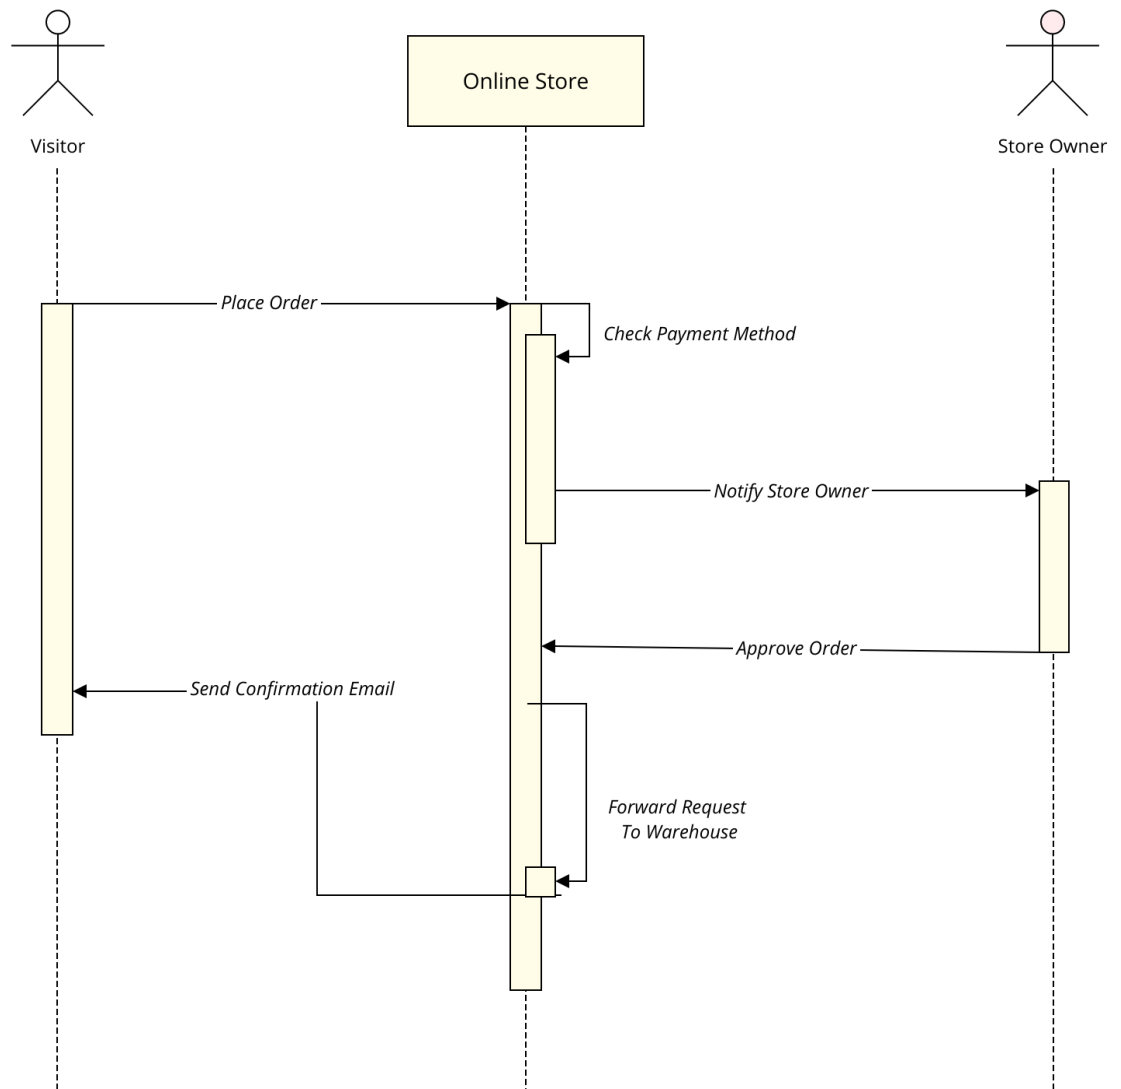 Online Store
Visitor
Store Owner
Place Order
Check Payment Method
Notify Store Owner
Approve Order
Send Confirmation Email
Forward Request
To Warehouse